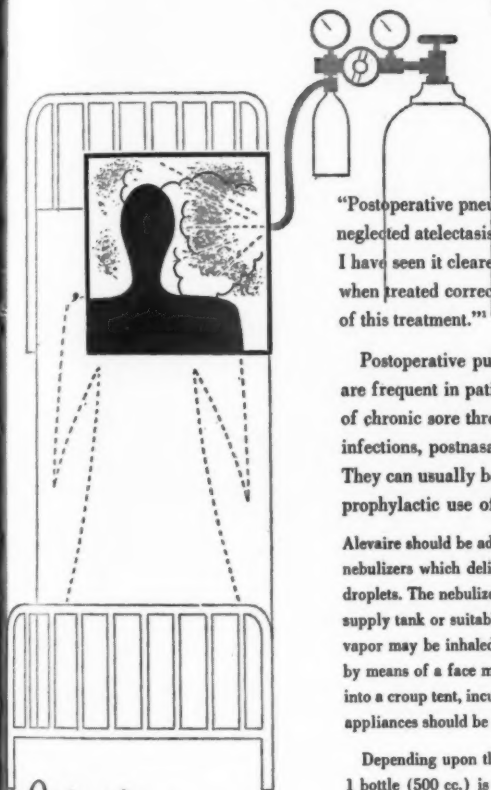 "Postoperative pneu
neglected atelectasis
I have seen it cleare
when treated correc
of this treatment."1
Postoperative pu
are frequent in pati
of chronic sore thro
infections, postnasa
They can usually b
prophylactic use of
Alevaire should be ad
nebulizers which deli
droplets. The nebulize
supply tank or suitab
vapor may be inhaled
by means of a face m
into a croup tent, incu
appliances should be
Depending upon th
1 bottle (500 cc.) is